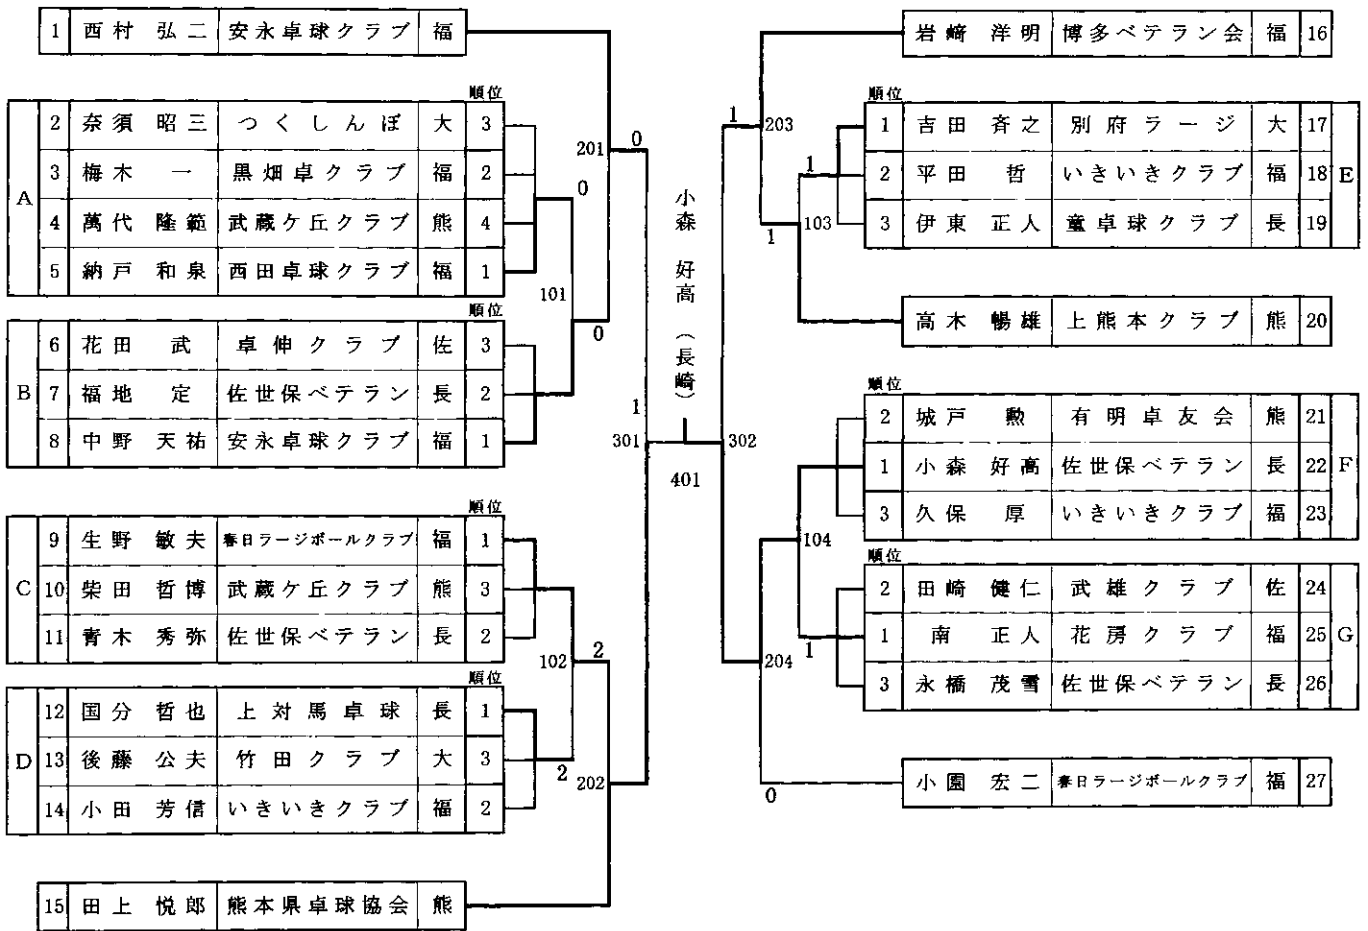 1 西村 弘二 安永卓球クラブ 福
順位
A
2 奈須 昭三 つくしんぼ 大 3
3 梅木 一 黒畑卓クラブ 福 2
4 萬代 隆範 武蔵ケ丘クラブ 熊 4
5 納戸 和泉 西田卓球クラブ 福 1
順位
B
6 花田 武 卓伸クラブ 佐 3
7 福地 定 佐世保ベテラン 長 2
8 中野 天祐 安永卓球クラブ 福 1
順位
C
9 生野 敏夫 春日ラージボールクラブ 福 1
10 柴田 哲博 武蔵ケ丘クラブ 熊 3
11 青木 秀弥 佐世保ベテラン 長 2
順位
D
12 国分 哲也 上対馬卓球 長 1
13 後藤 公夫 竹田クラブ 大 3
14 小田 芳信 いきいきクラブ 福 2
15 田上 悦郎 熊本県卓球協会 熊
201
0
0
101
0
1
301
2
102
2
202
小森 好高 (長崎)
401
302
1
203
1
1
103
104
1
204
0
岩崎 洋明 博多ベテラン会 福 16
順位
1 吉田 斉之 別府ラージ 大 17
2 平田 哲 いきいきクラブ 福 18
3 伊東 正人 童卓球クラブ 長 19
E
高木 暢雄 上熊本クラブ 熊 20
順位
2 城戸 勲 有明卓友会 熊 21
1 小森 好高 佐世保ベテラン 長 22
3 久保 厚 いきいきクラブ 福 23
F
順位
2 田崎 健仁 武雄クラブ 佐 24
1 南 正人 花房クラブ 福 25
3 永橋 茂雪 佐世保ベテラン 長 26
G
小園 宏二 春日ラージボールクラブ 福 27